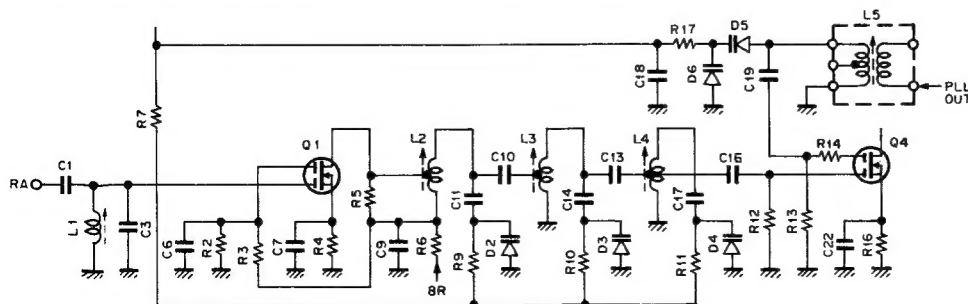 L5
D5
R17
C18
D6
C19
PLL
OUT
R7
Q1
L2
L3
L4
Q4
C10
C13
C16
R14
RA
C1
R5
C11
C14
C17
L1
C3
C6
R2
R3
C7
R4
C9
R6
R9
D2
R10
D3
R11
D4
R12
R13
C22
R16
8R